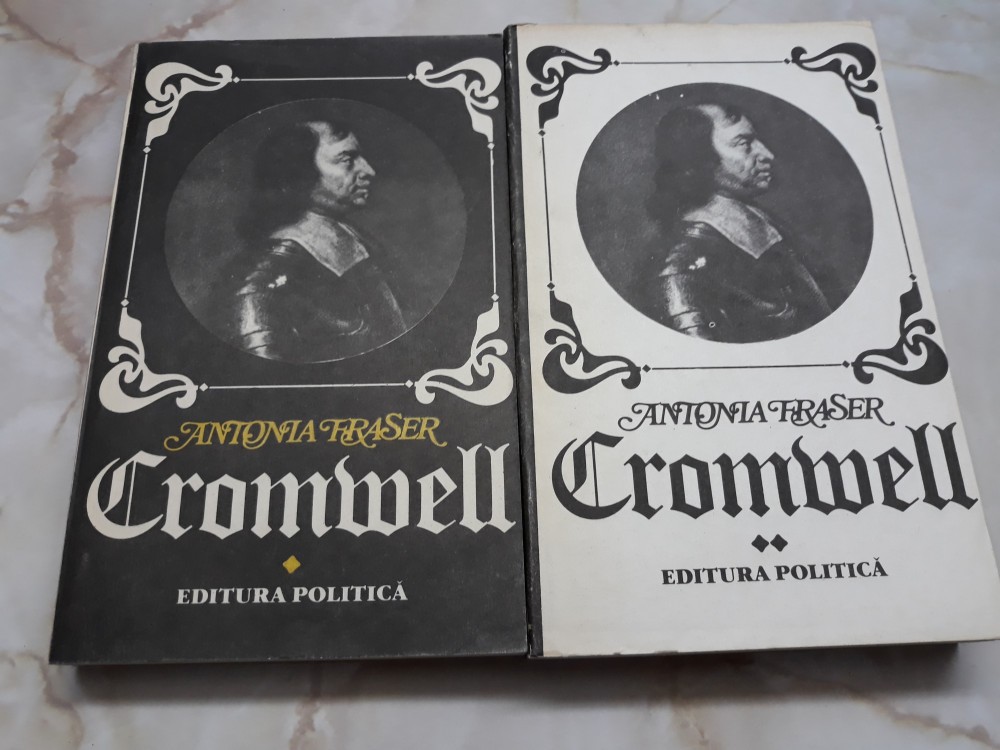 ANTONIA FRASER
Cromwell
EDITURA POLITICĂ
ANTONIA FRASER
Cromwell
EDITURA POLITICĂ